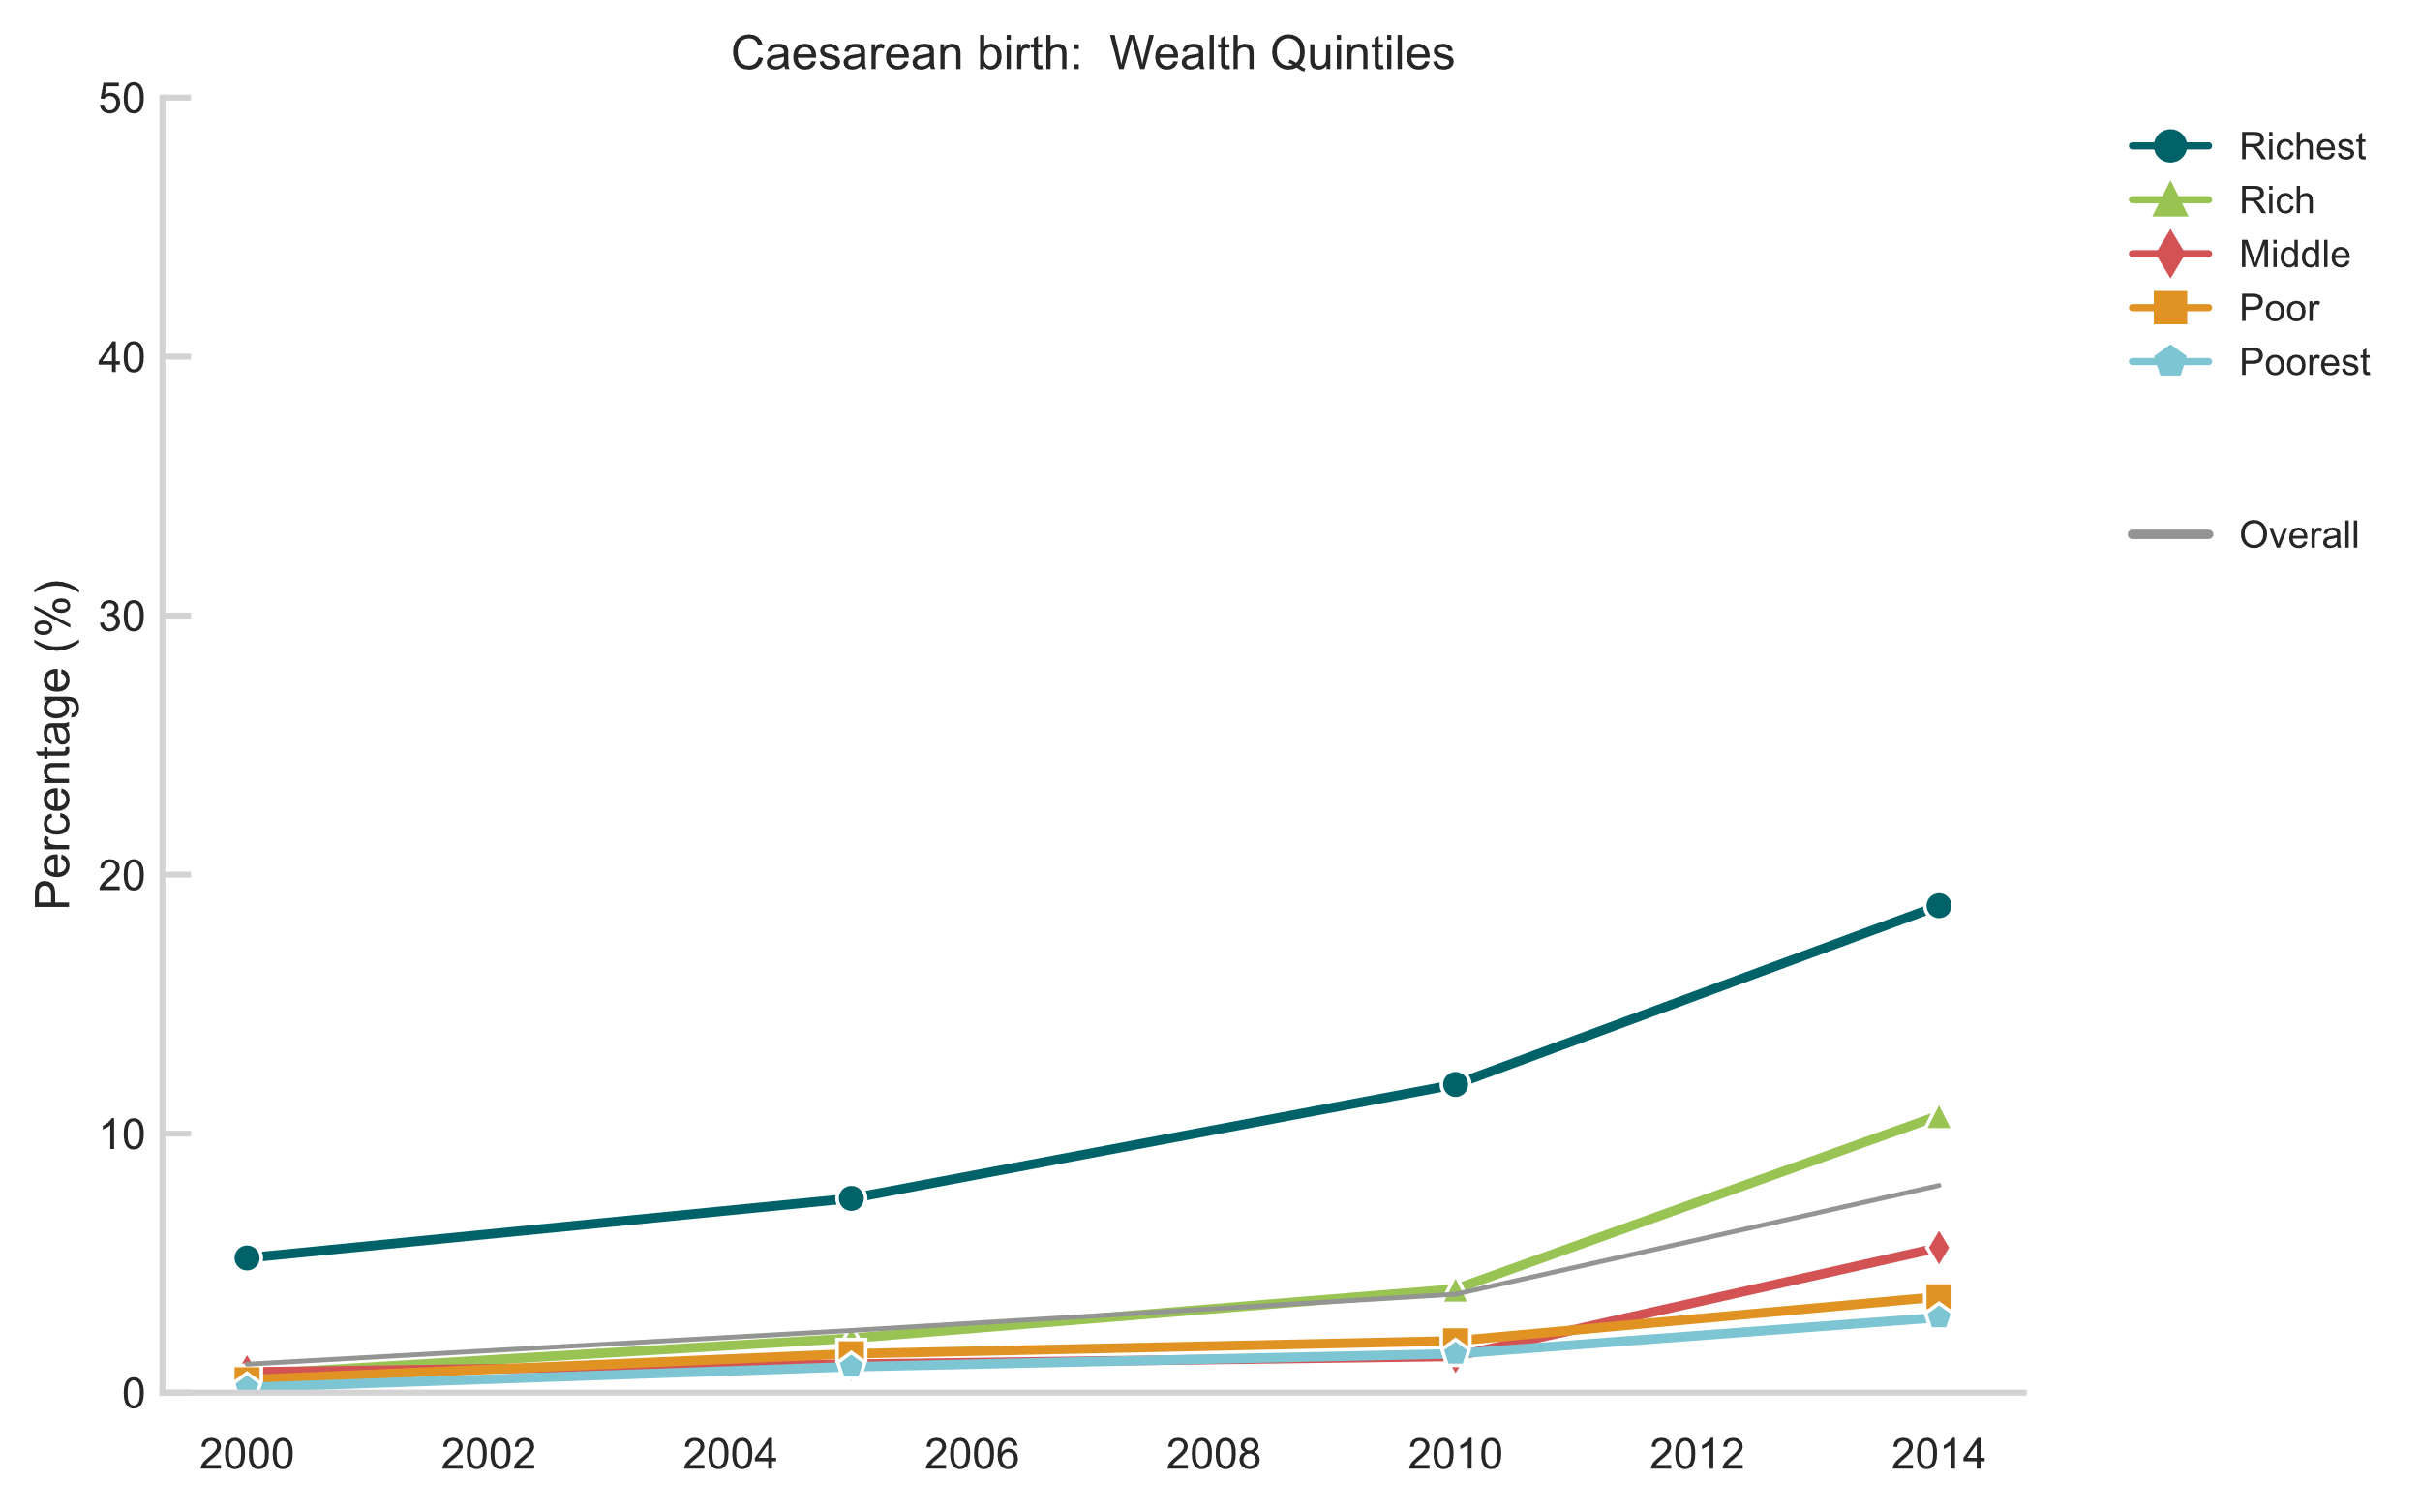 Caesarean birth:  Wealth Quintiles
Percentage (%)
50
40
30
20
10
0
2000 2002 2004 2006 2008 2010 2012 2014
Richest
Rich
Middle
Poor
Poorest
Overall